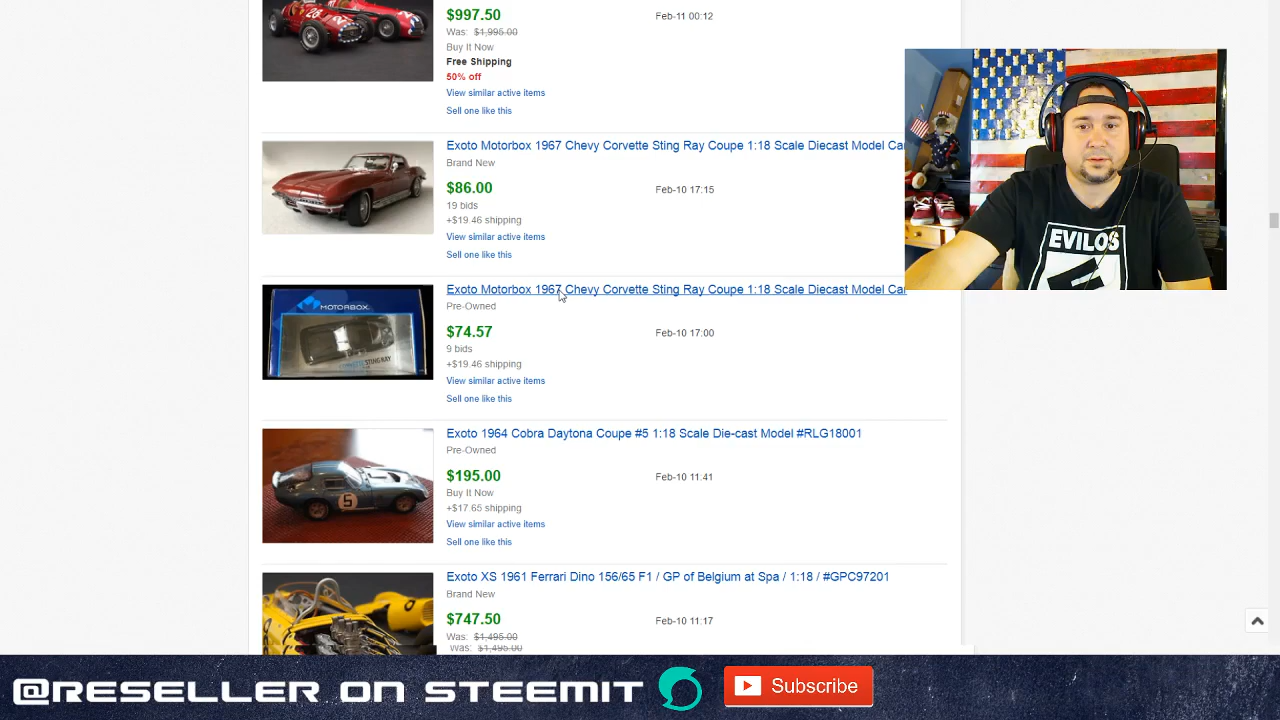 $997.50
Feb-11 00:12
Was: $1,995.00
Buy It Now
Free Shipping
50% off
View similar active items
Sell one like this
Exoto Motorbox 1967 Chevy Corvette Sting Ray Coupe 1:18 Scale Diecast Model Car
Brand New
$86.00
Feb-10 17:15
19 bids
+$19.46 shipping
View similar active items
Sell one like this
Exoto Motorbox 1967 Chevy Corvette Sting Ray Coupe 1:18 Scale Diecast Model Car
Pre-Owned
$74.57
Feb-10 17:00
9 bids
+$19.46 shipping
View similar active items
Sell one like this
MOTORBOX
CORVETTE STING RAY
Exoto 1964 Cobra Daytona Coupe #5 1:18 Scale Die-cast Model #RLG18001
Pre-Owned
$195.00
Feb-10 11:41
Buy It Now
+$17.65 shipping
View similar active items
Sell one like this
5
Exoto XS 1961 Ferrari Dino 156/65 F1 / GP of Belgium at Spa / 1:18 / #GPC97201
Brand New
$747.50
Feb-10 11:17
Was: $1,495.00
Was: $1,495.00
EVILOS
@RESELLER ON STEEMIT
Subscribe